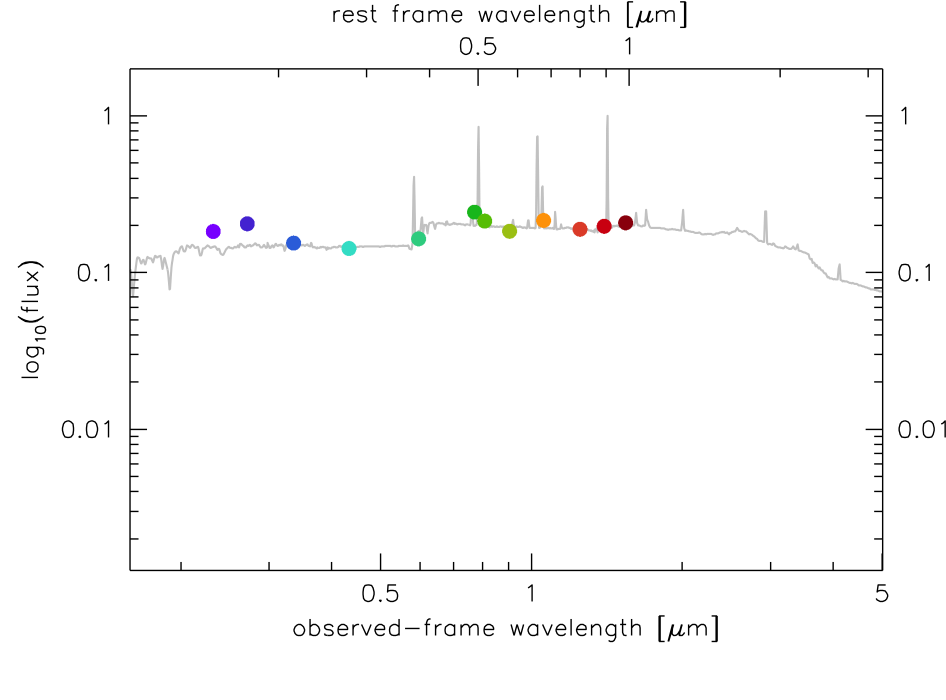 rest frame wavelength [μm]
0.5 1
1 1
0.1 0.1
log10(flux)
0.01 0.01
0.5 1 5
observed-frame wavelength [μm]